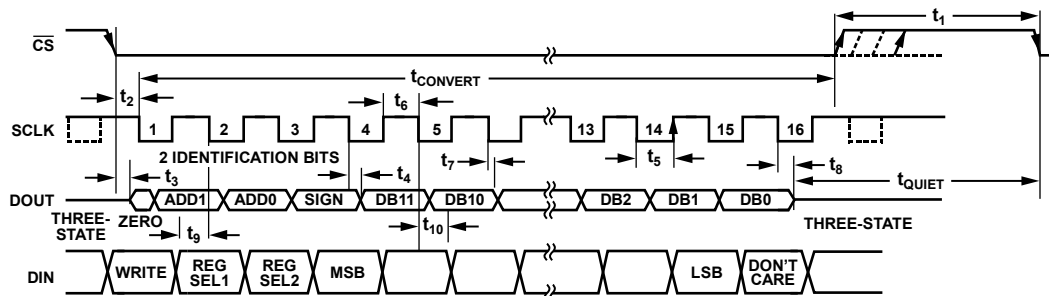 CS
t1
tCONVERT
t2
t6
SCLK
1 2 3 4 5 13 14 15 16
2 IDENTIFICATION BITS
t3
t4
t7
t5
t8
tQUIET
DOUT
ADD1 ADD0 SIGN DB11 DB10 DB2 DB1 DB0
THREE-STATE
ZERO
t9
t10
THREE-STATE
DIN
WRITE
REG SEL1
REG SEL2
MSB
LSB
DON'T CARE